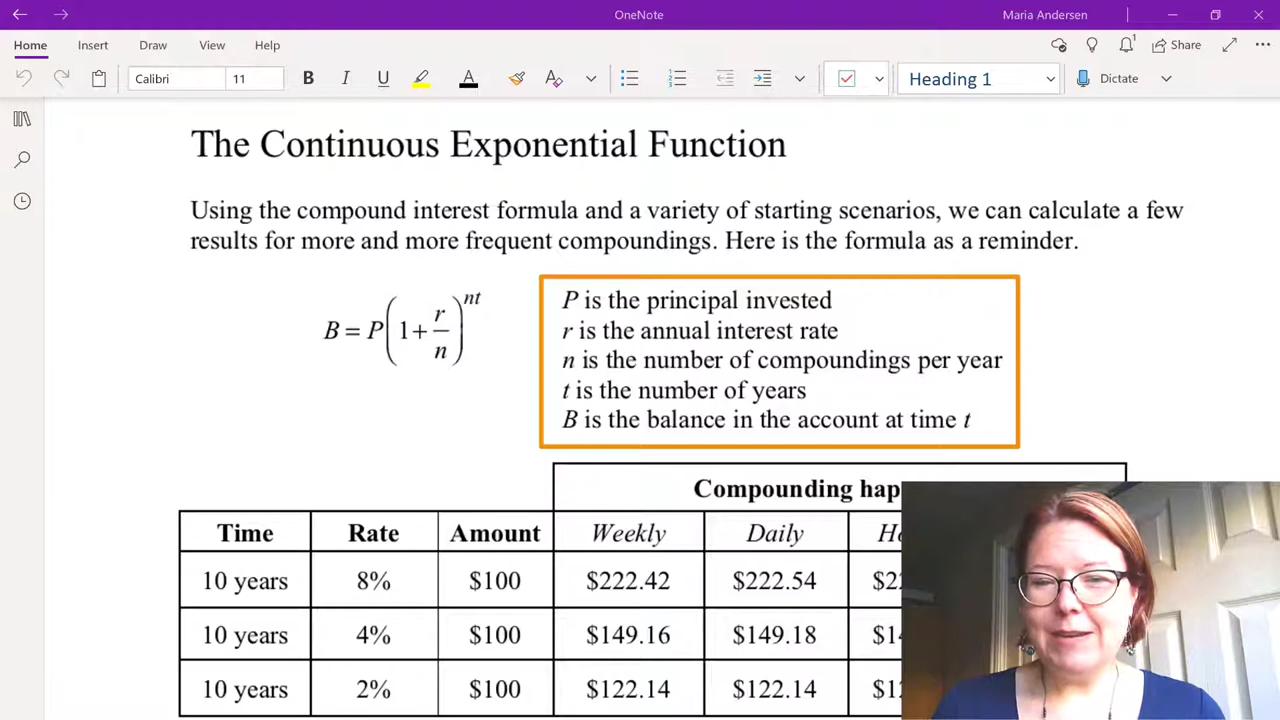 OneNote
Maria Andersen
Home Insert Draw View Help
Share
Calibri 11 B I U A A Heading 1 Dictate
The Continuous Exponential Function
Using the compound interest formula and a variety of starting scenarios, we can calculate a few
results for more and more frequent compoundings. Here is the formula as a reminder.
B = P(1+r/n)^nt
P is the principal invested
r is the annual interest rate
n is the number of compoundings per year
t is the number of years
B is the balance in the account at time t
Compounding
Time Rate Amount Weekly Daily
10 years 8% $100 $222.42 $222.54
10 years 4% $100 $149.16 $149.18
10 years 2% $100 $122.14 $122.14